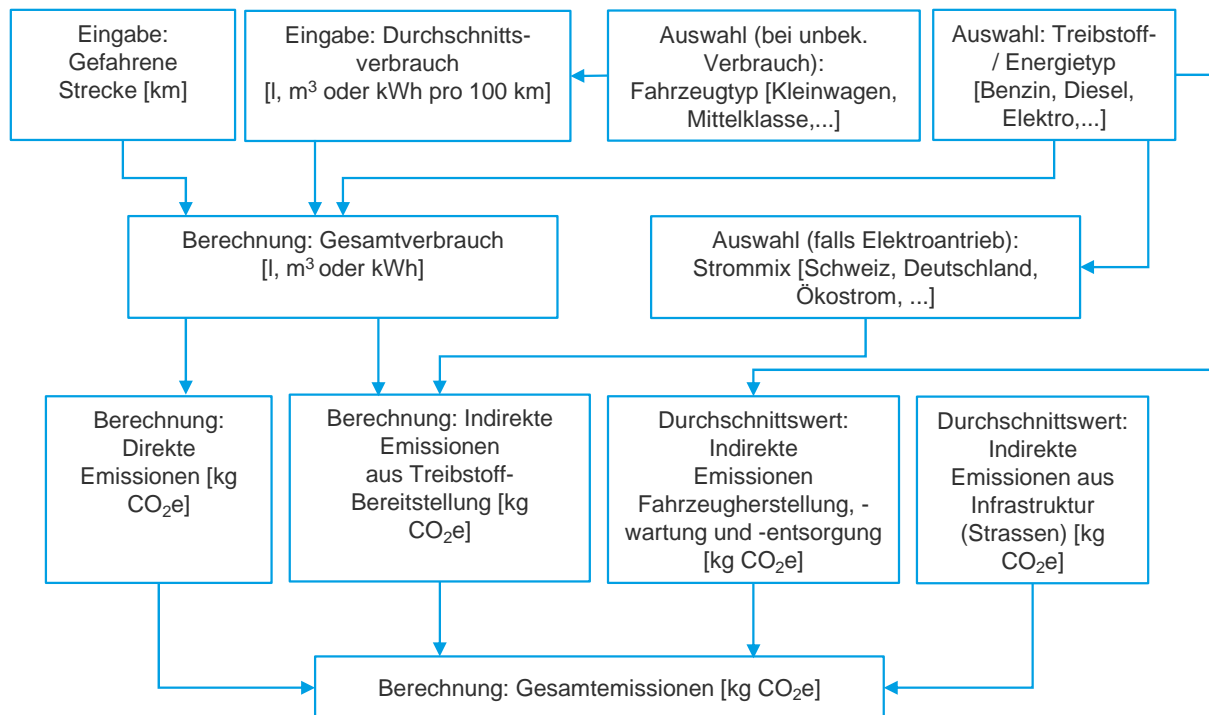 Eingabe:
Gefahrene
Strecke [km]
Eingabe: Durchschnitts-
verbrauch
[l, m³ oder kWh pro 100 km]
Auswahl (bei unbek.
Verbrauch):
Fahrzeugtyp [Kleinwagen,
Mittelklasse,...]
Auswahl: Treibstoff-
/ Energietyp
[Benzin, Diesel,
Elektro,...]
Berechnung: Gesamtverbrauch
[l, m³ oder kWh]
Auswahl (falls Elektroantrieb):
Strommix [Schweiz, Deutschland,
Ökostrom, ...]
Berechnung:
Direkte
Emissionen [kg
CO₂e]
Berechnung: Indirekte
Emissionen
aus Treibstoff-
Bereitstellung [kg
CO₂e]
Durchschnittswert:
Indirekte
Emissionen
Fahrzeugherstellung, -
wartung und -entsorgung
[kg CO₂e]
Durchschnittswert:
Indirekte
Emissionen aus
Infrastruktur
(Strassen) [kg
CO₂e]
Berechnung: Gesamtemissionen [kg CO₂e]